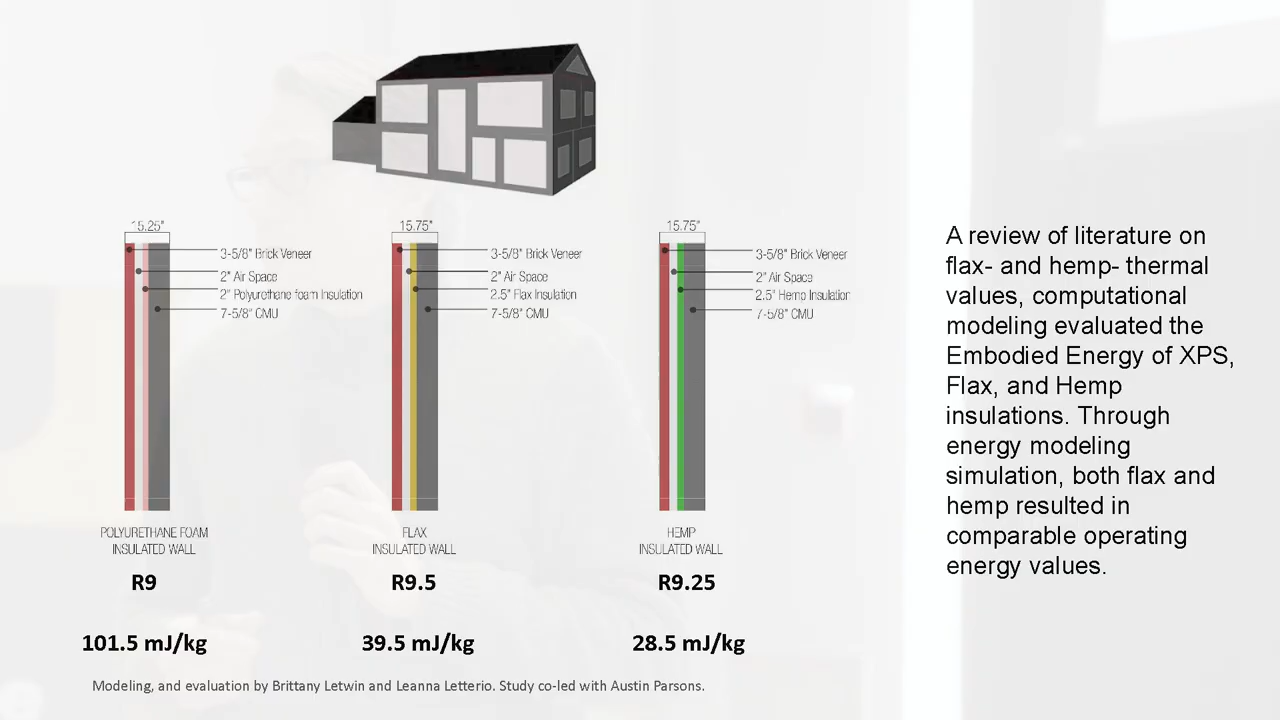 15.25"
3-5/8" Brick Veneer
2" Air Space
2" Polyurethane foam Insulation
7-5/8" CMU
POLYURETHANE FOAM
INSULATED WALL
R9
101.5 mJ/kg
15.75"
3-5/8" Brick Veneer
2" Air Space
2.5" Flax Insulation
7-5/8" CMU
FLAX
INSULATED WALL
R9.5
39.5 mJ/kg
15.75"
3-5/8" Brick Veneer
2" Air Space
2.5" Hemp Insulation
7-5/8" CMU
HEMP
INSULATED WALL
R9.25
28.5 mJ/kg
A review of literature on
flax- and hemp- thermal
values, computational
modeling evaluated the
Embodied Energy of XPS,
Flax, and Hemp
insulations. Through
energy modeling
simulation, both flax and
hemp resulted in
comparable operating
energy values.
Modeling, and evaluation by Brittany Letwin and Leanna Letterio. Study co-led with Austin Parsons.